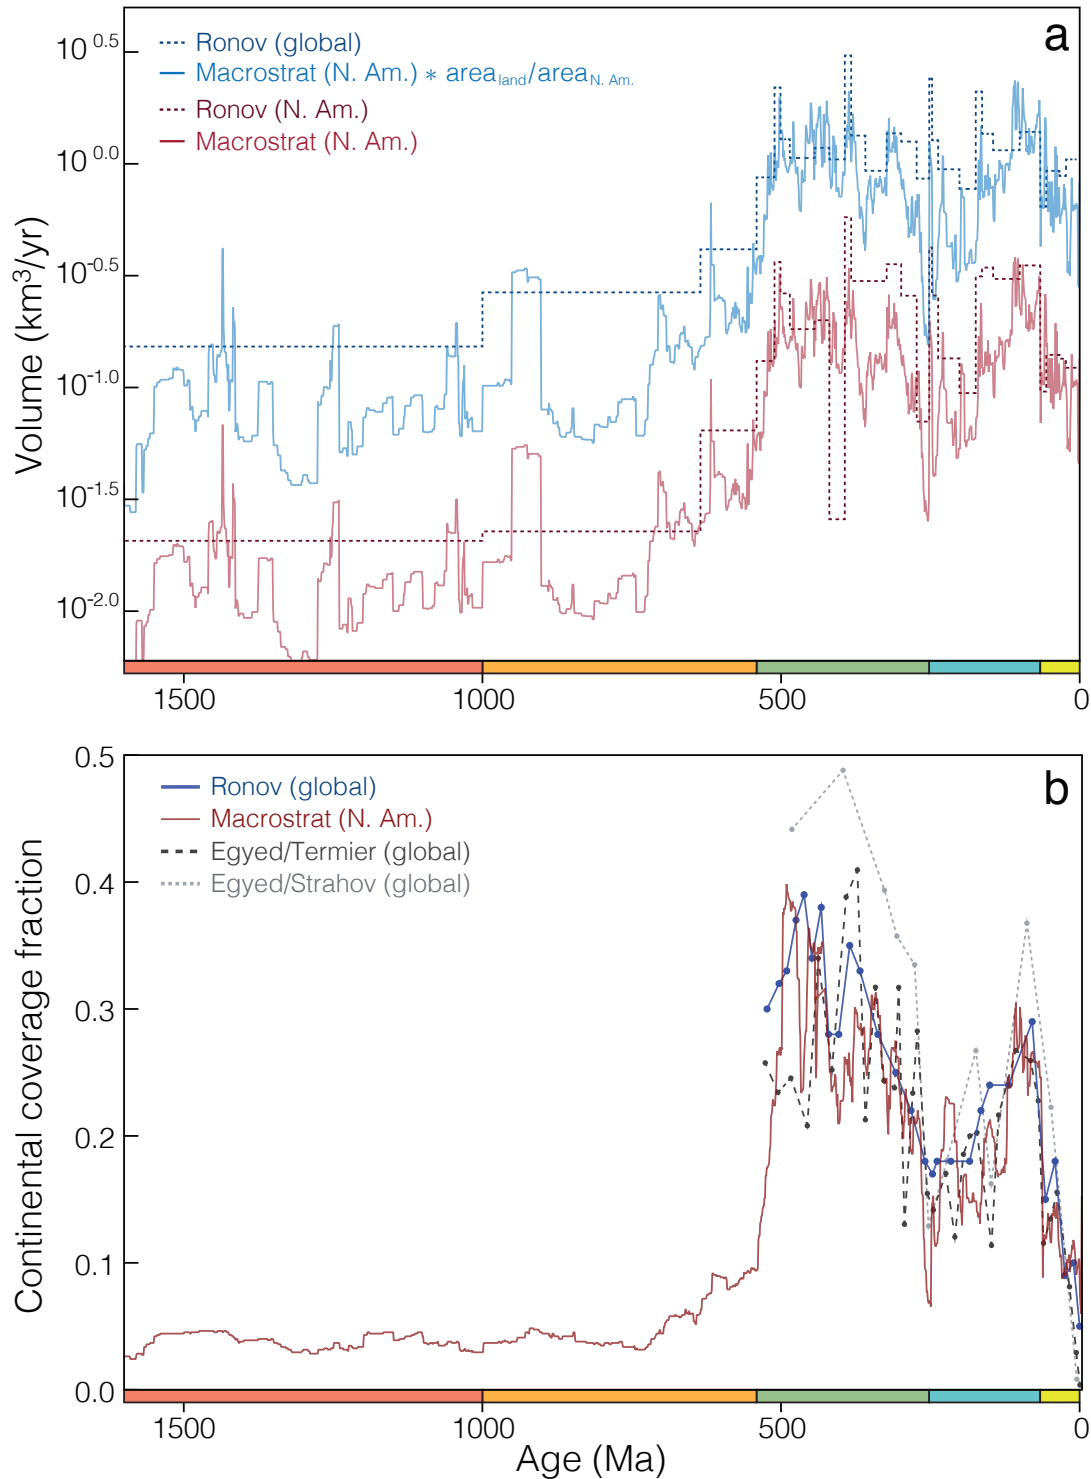 a
Ronov (global)
Macrostrat (N. Am.) * area_land/area_N. Am.
Ronov (N. Am.)
Macrostrat (N. Am.)
Volume (km³/yr)
10^0.5
10^0.0
10^-0.5
10^-1.0
10^-1.5
10^-2.0
1500
1000
500
0
b
Ronov (global)
Macrostrat (N. Am.)
Egyed/Termier (global)
Egyed/Strahov (global)
Continental coverage fraction
0.5
0.4
0.3
0.2
0.1
0.0
1500
1000
500
0
Age (Ma)